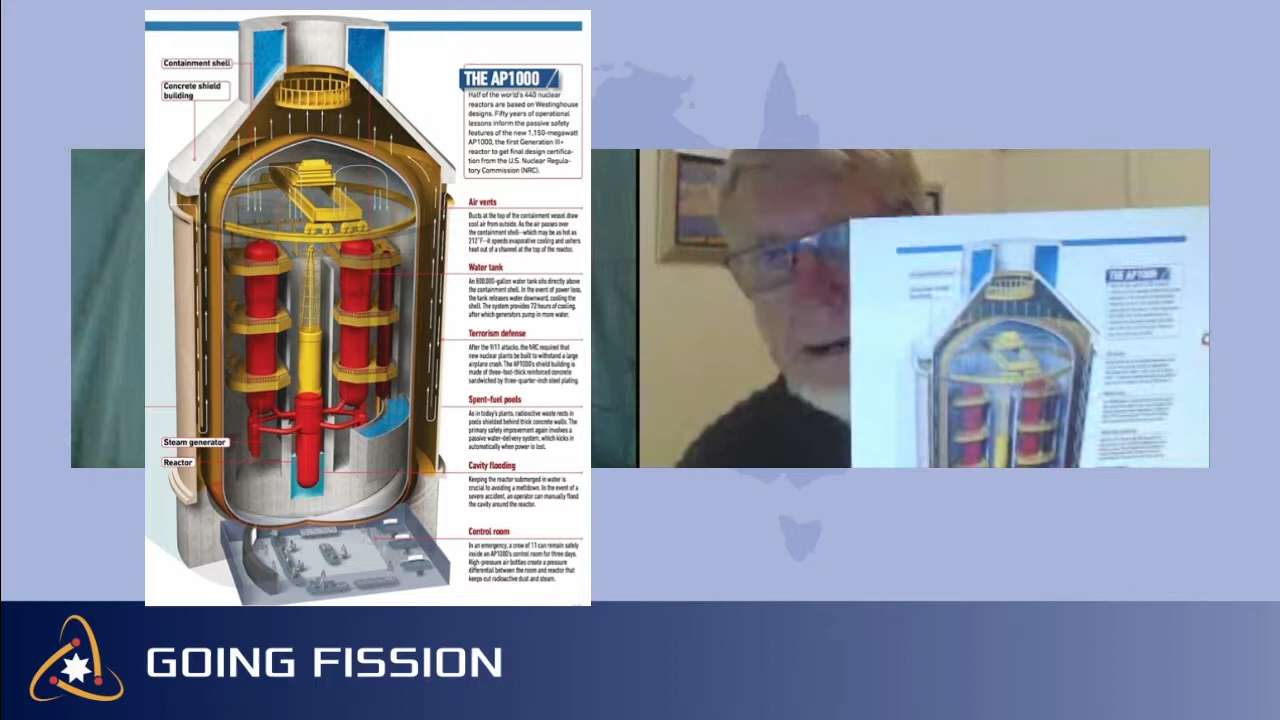 Containment shell
Concrete shield
building
THE AP1000
Half of the world's 440 nuclear
reactors are based on Westinghouse
designs. Fifty years of operational
lessons inform the passive safety
features of the new 1,150-megawatt
AP1000, the first Generation III+
reactor to get final design certifica-
tion from the U.S. Nuclear Regula-
tory Commission (NRC).
Air vents
Ducts at the top of the containment vessel draw
cool air from outside. As the air passes over
the containment shell—which may be as hot as
212°F—it speeds evaporative cooling and ushers
heat out of a channel at the top of the reactor.
Water tank
An 800,000-gallon water tank sits directly above
the containment shell. In the event of power loss,
the tank releases water downward, cooling the
shell. The system provides 72 hours of cooling,
after which generators pump in more water.
Terrorism defense
After the 9/11 attacks, the NRC required that
new nuclear plants be built to withstand a large
airplane crash. The AP1000's shield building is
made of three-foot-thick reinforced concrete
sandwiched by three-quarter-inch steel plating.
Spent-fuel pools
As in today's plants, radioactive waste rests in
pools shielded behind thick concrete walls. The
primary safety improvement again involves a
passive water-delivery system, which kicks in
automatically when power is lost.
Steam generator
Reactor
Cavity flooding
Keeping the reactor submerged in water is
crucial to avoiding a meltdown. In the event of a
severe accident, an operator can manually flood
the cavity around the reactor.
Control room
In an emergency, a crew of 11 can remain safely
inside an AP1000's control room for three days.
High-pressure air bottles create a pressure
differential between the room and reactor that
keeps out radioactive dust and steam.
THE AP1000
GOING FISSION